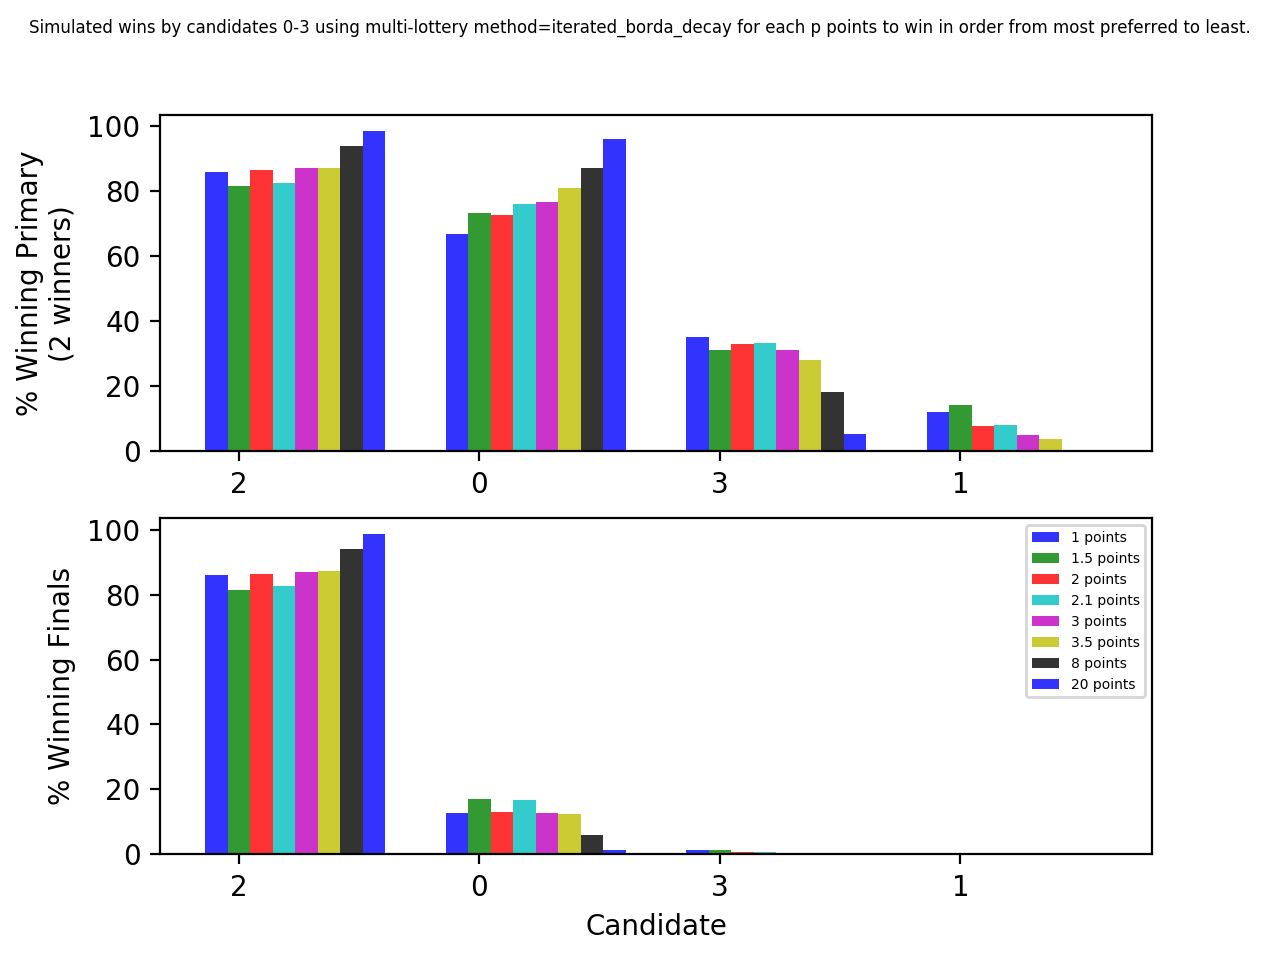 Simulated wins by candidates 0-3 using multi-lottery method=iterated_borda_decay for each p points to win in order from most preferred to least.
% Winning Primary
(2 winners)
100
80
60
40
20
0
2 0 3 1
% Winning Finals
100
80
60
40
20
0
1 points
1.5 points
2 points
2.1 points
3 points
3.5 points
8 points
20 points
2 0 3 1
Candidate